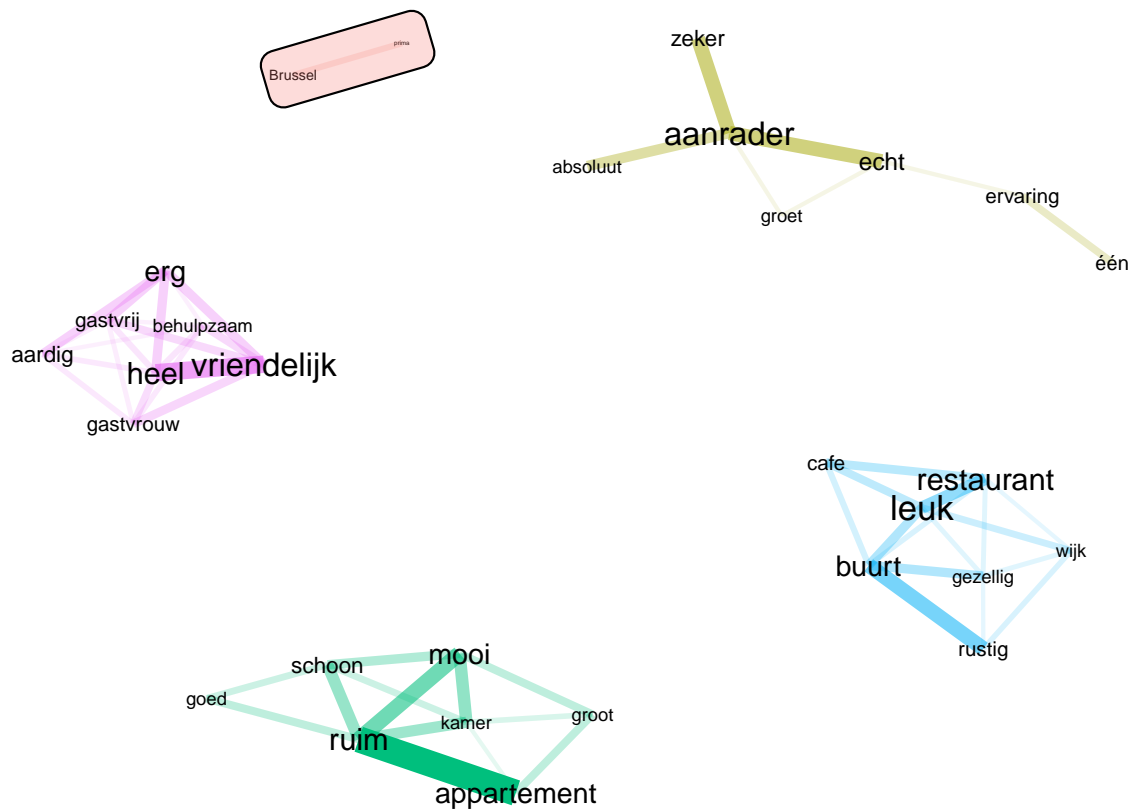 prima
Brussel
zeker
aanrader
absoluut
echt
ervaring
groet
één
erg
gastvrij
behulpzaam
aardig
heel
vriendelijk
gastvrouw
cafe
restaurant
leuk
wijk
buurt
gezellig
rustig
mooi
schoon
goed
kamer
groot
ruim
appartement